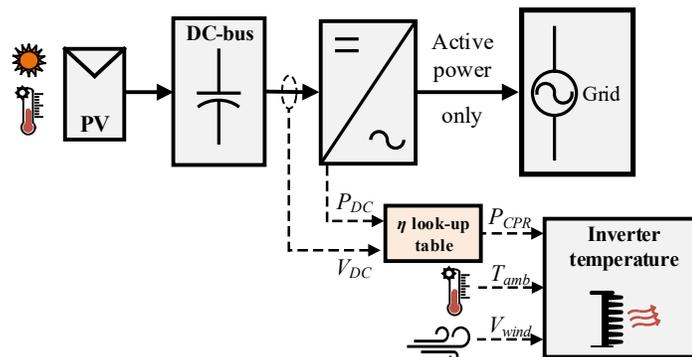 DC-bus
PV
Active
power
only
Grid
P_DC
V_DC
η look-up
table
P_CPR
T_amb
V_wind
Inverter
temperature